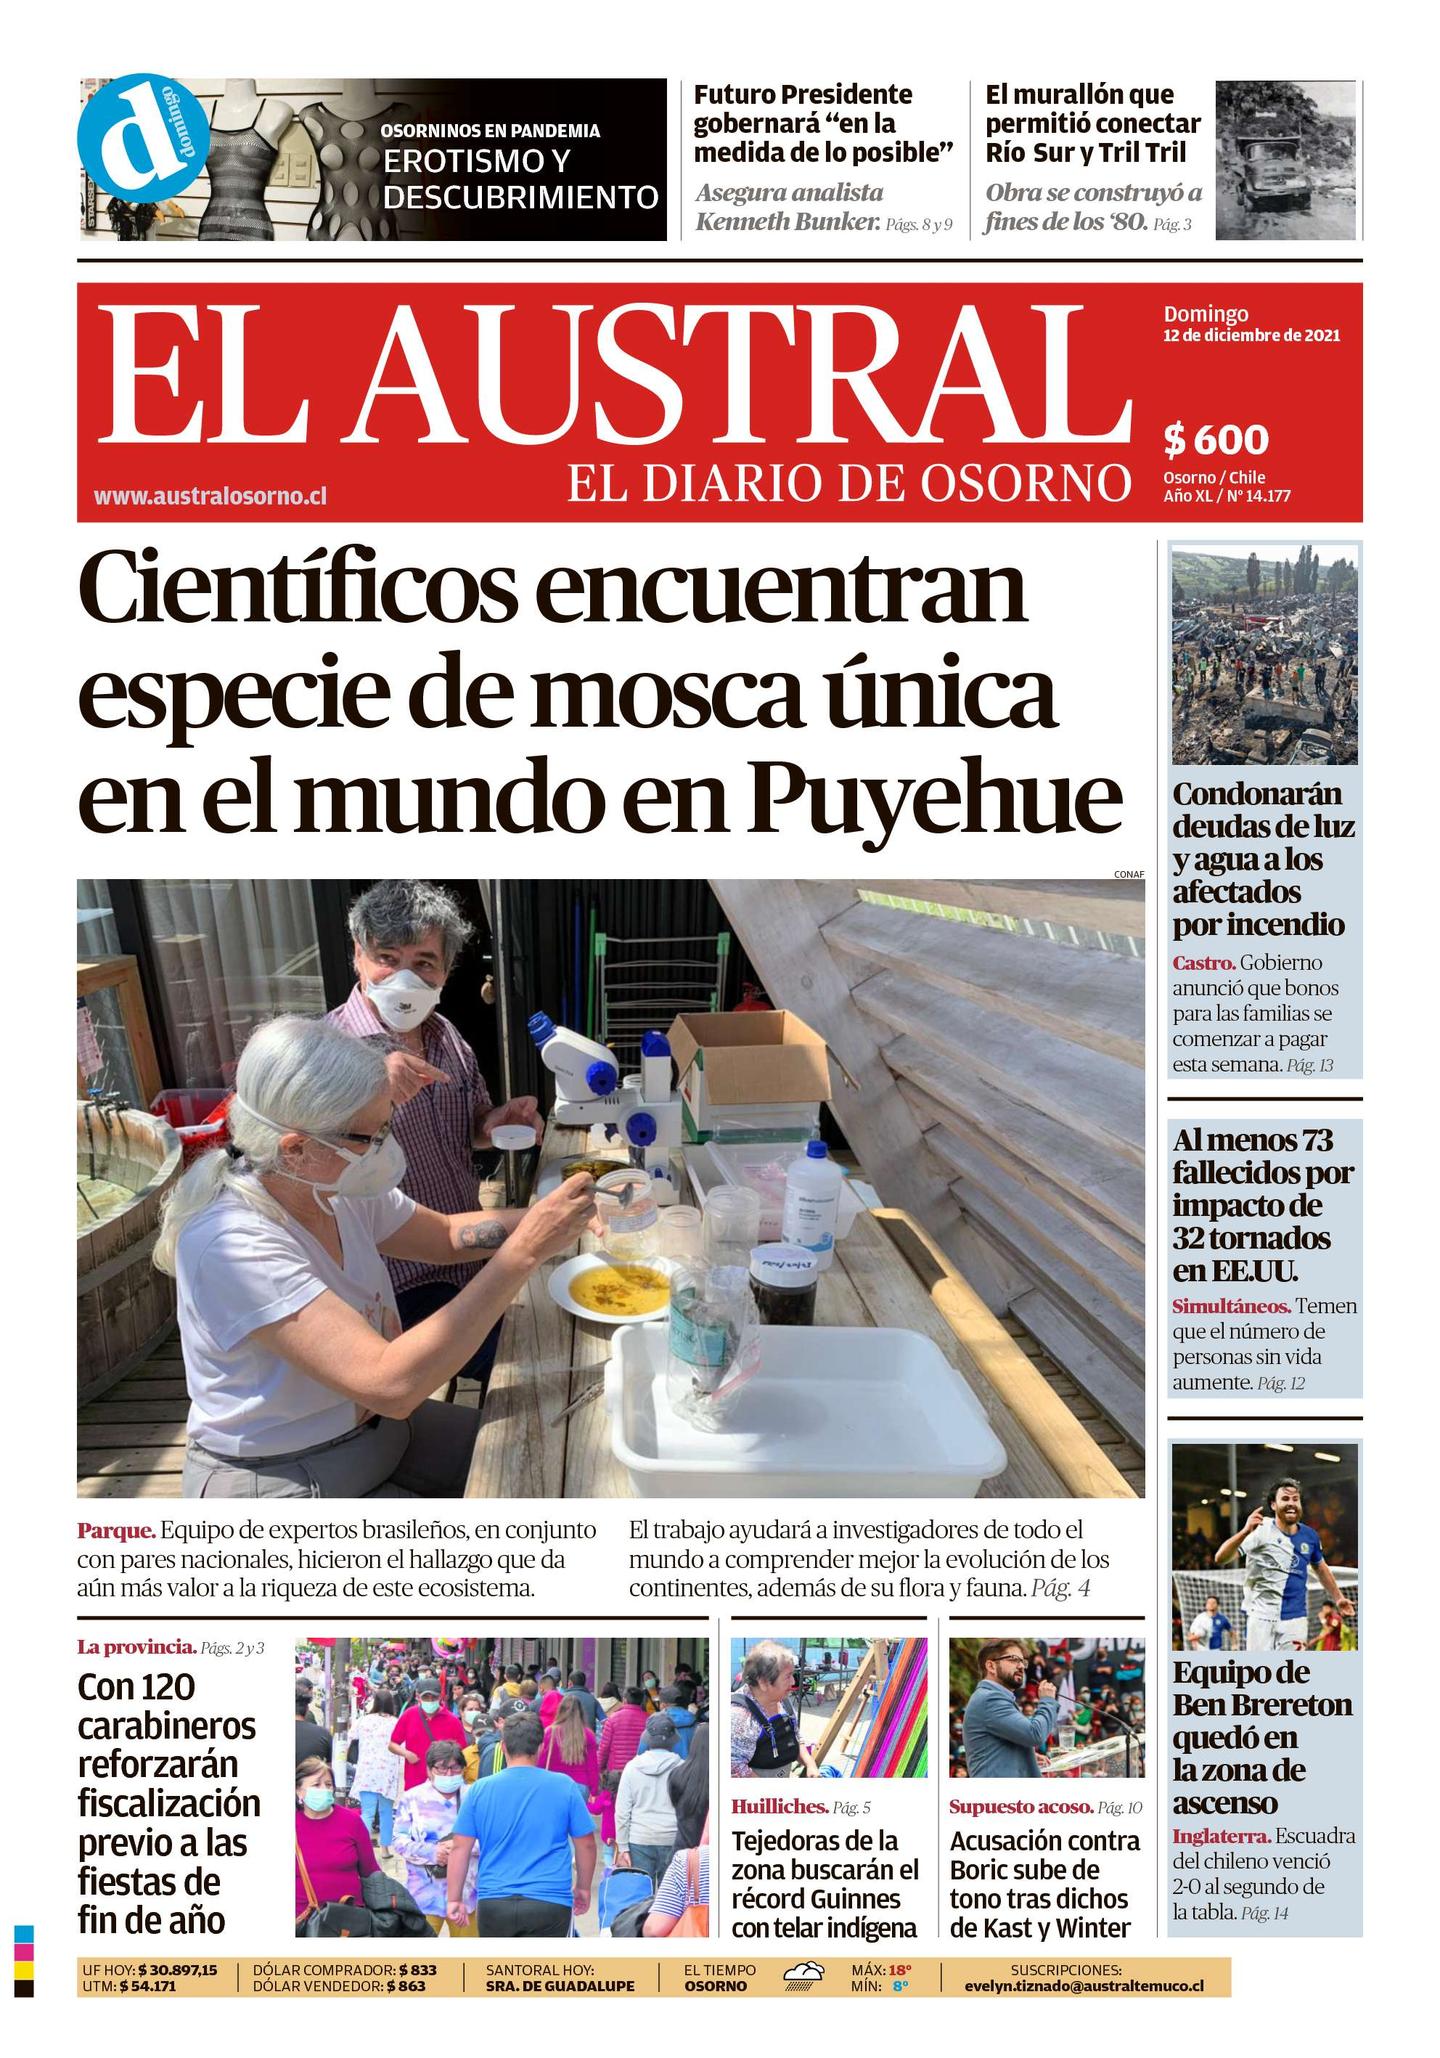 d
domingo
STARSEX
OSORNINOS EN PANDEMIA
EROTISMO Y
DESCUBRIMIENTO
Futuro Presidente
gobernará “en la
medida de lo posible”
Asegura analista
Kenneth Bunker. Págs. 8 y 9
El murallón que
permitió conectar
Río Sur y Tril Tril
Obra se construyó a
fines de los ‘80. Pág. 3
EL AUSTRAL
EL DIARIO DE OSORNO
www.australosorno.cl
Domingo
12 de diciembre de 2021
$ 600
Osorno / Chile
Año XL / Nº 14.177
Científicos encuentran
especie de mosca única
en el mundo en Puyehue
CONAF
Parque. Equipo de expertos brasileños, en conjunto
con pares nacionales, hicieron el hallazgo que da
aún más valor a la riqueza de este ecosistema.
El trabajo ayudará a investigadores de todo el
mundo a comprender mejor la evolución de los
continentes, además de su flora y fauna. Pág. 4
Condonarán
deudas de luz
y agua a los
afectados
por incendio
Castro. Gobierno
anunció que bonos
para las familias se
comenzar a pagar
esta semana. Pág. 13
Al menos 73
fallecidos por
impacto de
32 tornados
en EE.UU.
Simultáneos. Temen
que el número de
personas sin vida
aumente. Pág. 12
Equipo de
Ben Brereton
quedó en
la zona de
ascenso
Inglaterra. Escuadra
del chileno venció
2-0 al segundo de
la tabla. Pág. 14
La provincia. Págs. 2 y 3
Con 120
carabineros
reforzarán
fiscalización
previo a las
fiestas de
fin de año
Huilliches. Pág. 5
Tejedoras de la
zona buscarán el
récord Guinnes
con telar indígena
Supuesto acoso. Pág. 10
Acusación contra
Boric sube de
tono tras dichos
de Kast y Winter
UF HOY: $ 30.897,15
UTM: $ 54.171
DÓLAR COMPRADOR: $ 833
DÓLAR VENDEDOR: $ 863
SANTORAL HOY:
SRA. DE GUADALUPE
EL TIEMPO
OSORNO
MÁX: 18º
MÍN: 8º
SUSCRIPCIONES:
evelyn.tiznado@australtemuco.cl